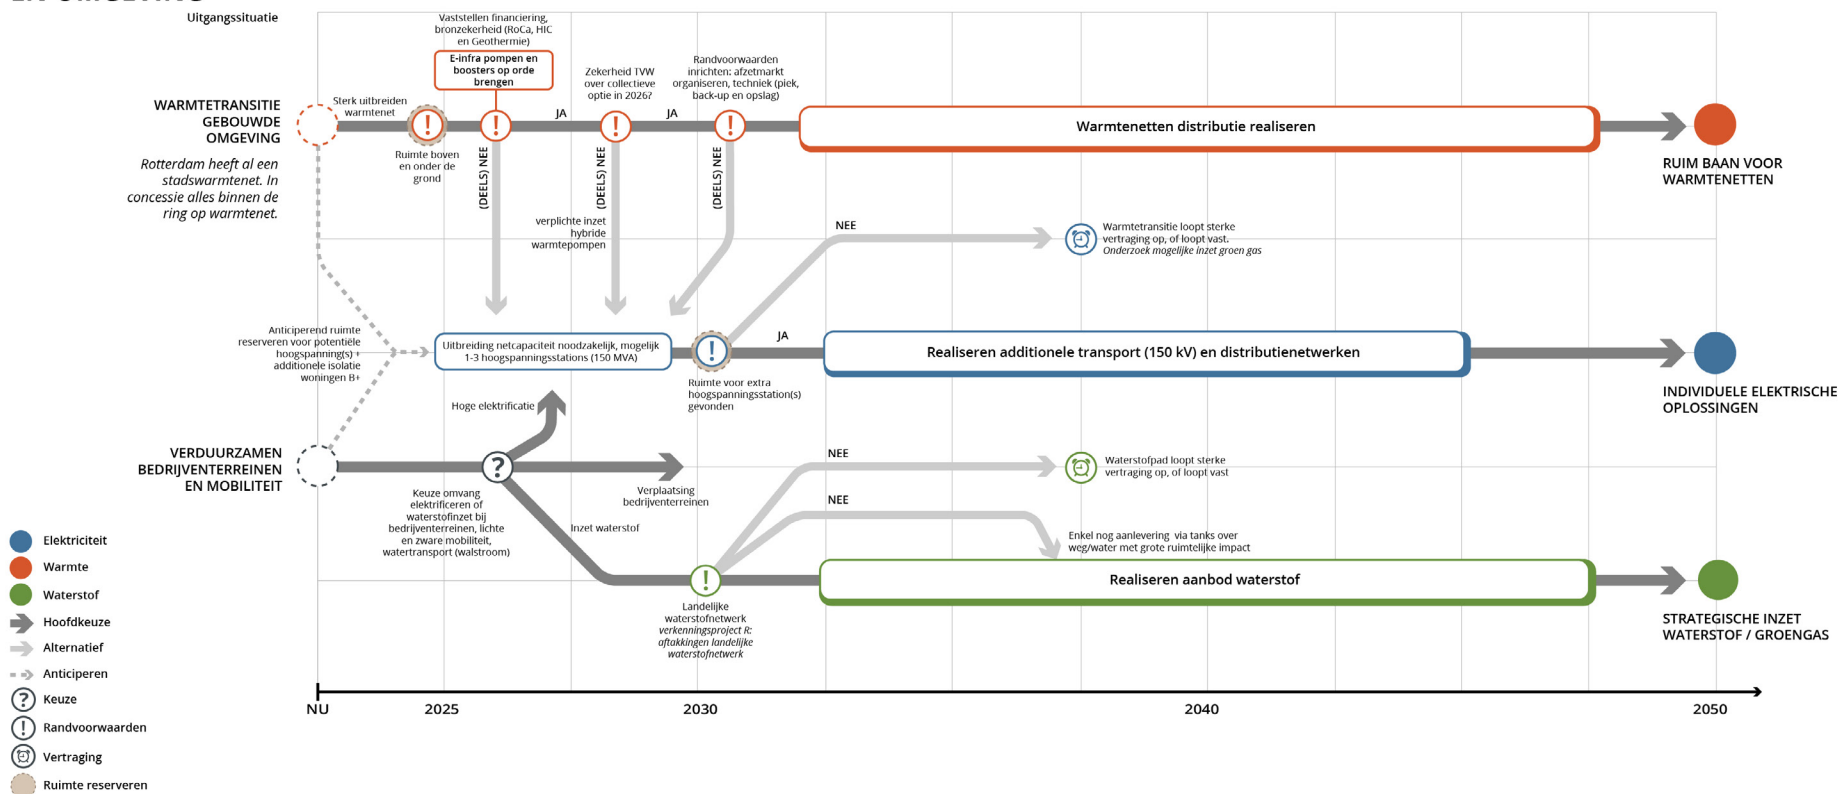 Uitgangssituatie
Vaststellen financiering,
bronzekerheid (RoCa, HIC
en Geothermie)
E-infra pompen en
boosters op orde
brengen
Zekerheid TVW
over collectieve
optie in 2026?
Randvoorwaarden
inrichten: afzetmarkt
organiseren, techniek (piek,
back-up en opslag)
WARMTETRANSITIE
GEBOUWDE
OMGEVING
Rotterdam heeft al een
stadswarmtenet. In
concessie alles binnen de
ring op warmtenet.
Sterk uitbreiden
warmtenet
Ruimte boven
en onder de
grond
JA
JA
Warmtenetten distributie realiseren
RUIM BAAN VOOR
WARMTENETTEN
(DEELS) NEE
(DEELS) NEE
(DEELS) NEE
verplichte inzet
hybride
warmtepompen
NEE
Warmtetransitie loopt sterke
vertraging op, of loopt vast.
Onderzoek mogelijke inzet groen gas
Anticiperend ruimte
reserveren voor potentiële
hoogspanning(s) +
additionele isolatie
woningen B+
Uitbreiding netcapaciteit noodzakelijk, mogelijk
1-3 hoogspanningsstations (150 MVA)
Ruimte voor extra
hoogspanningsstation(s)
gevonden
JA
Realiseren additionele transport (150 kV) en distributienetwerken
INDIVIDUELE ELEKTRISCHE
OPLOSSINGEN
Hoge elektrificatie
VERDUURZAMEN
BEDRIJVENTERREINEN
EN MOBILITEIT
?
Keuze omvang
elektrificeren of
waterstofinzet bij
bedrijventerreinen, lichte
en zware mobiliteit,
watertransport (walstroom)
Verplaatsing
bedrijventerreinen
Inzet waterstof
NEE
Waterstofpad loopt sterke
vertraging op, of loopt vast
NEE
Enkel nog aanlevering via tanks over
weg/water met grote ruimtelijke impact
Landelijke
waterstofnetwerk
verkenningsproject R:
aftakkingen landelijke
waterstofnetwerk
Realiseren aanbod waterstof
STRATEGISCHE INZET
WATERSTOF / GROENGAS
Elektriciteit
Warmte
Waterstof
Hoofdkeuze
Alternatief
Anticiperen
? Keuze
! Randvoorwaarden
Vertraging
Ruimte reserveren
NU 2025 2030 2040 2050